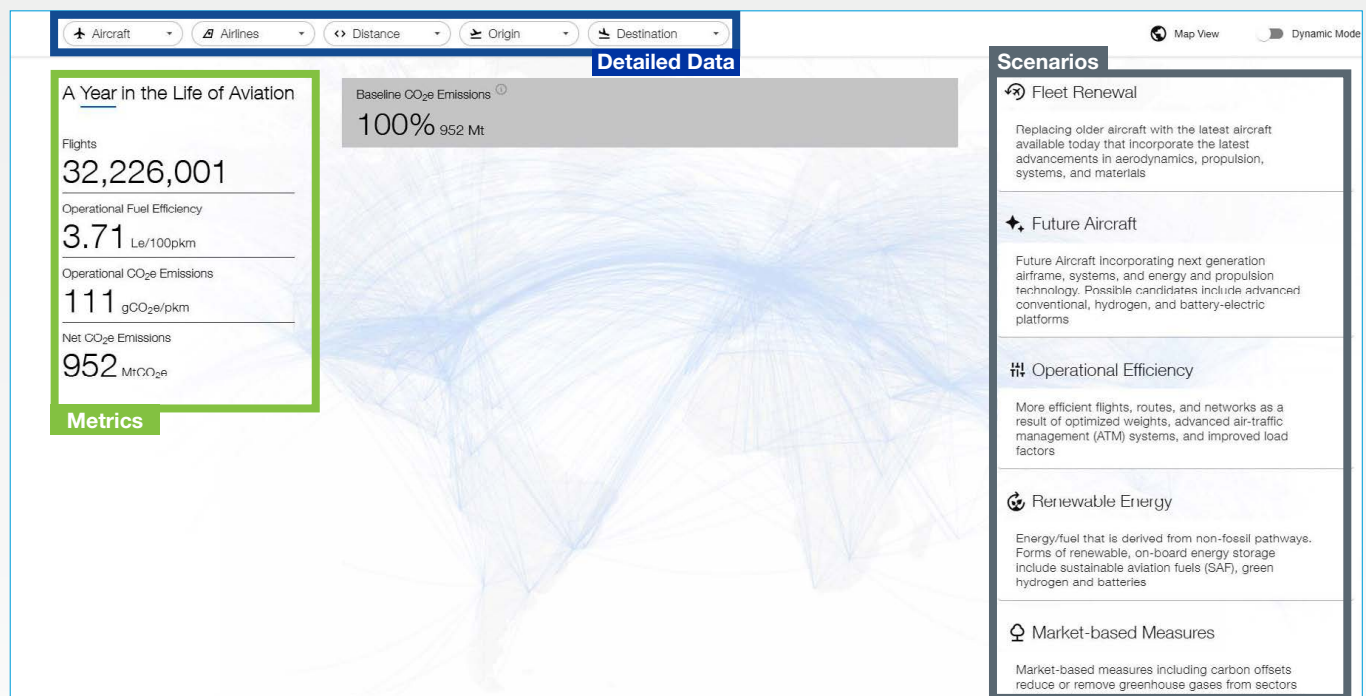 Aircraft
Airlines
Distance
Origin
Destination
Map View
Dynamic Mode
Detailed Data
Scenarios
A Year in the Life of Aviation
Flights
32,226,001
Operational Fuel Efficiency
3.71 Le/100pkm
Operational CO₂e Emissions
111 gCO₂e/pkm
Net CO₂e Emissions
952 MtCO₂e
Metrics
Baseline CO₂e Emissions
100% 952 Mt
Fleet Renewal
Replacing older aircraft with the latest aircraft
available today that incorporate the latest
advancements in aerodynamics, propulsion,
systems, and materials
Future Aircraft
Future Aircraft incorporating next generation
airframe, systems, and energy and propulsion
technology. Possible candidates include advanced
conventional, hydrogen, and battery-electric
platforms
Operational Efficiency
More efficient flights, routes, and networks as a
result of optimized weights, advanced air-traffic
management (ATM) systems, and improved load
factors
Renewable Energy
Energy/fuel that is derived from non-fossil pathways.
Forms of renewable, on-board energy storage
include sustainable aviation fuels (SAF), green
hydrogen and batteries
Market-based Measures
Market-based measures including carbon offsets
reduce or remove greenhouse gases from sectors